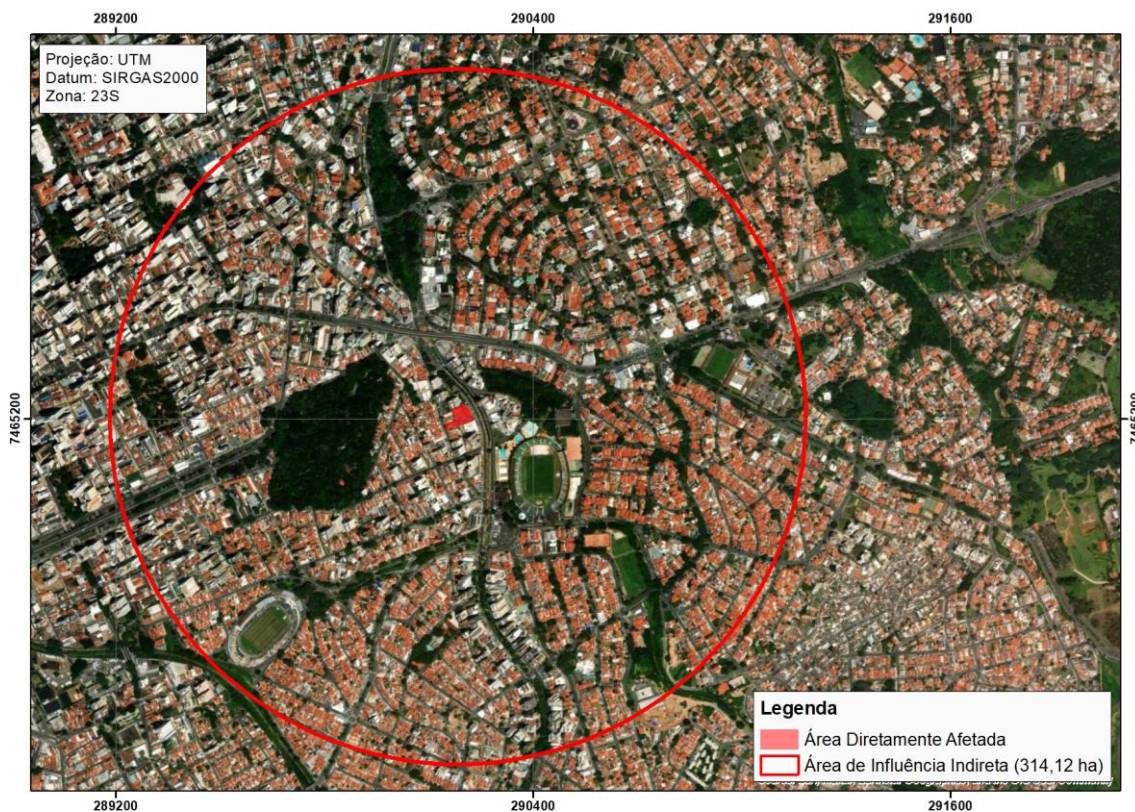 289200 290400 291600
Projeção: UTM
Datum: SIRGAS2000
Zona: 23S
7465200 7465200
Legenda
Área Diretamente Afetada
Área de Influência Indireta (314,12 ha)
289200 290400 291600